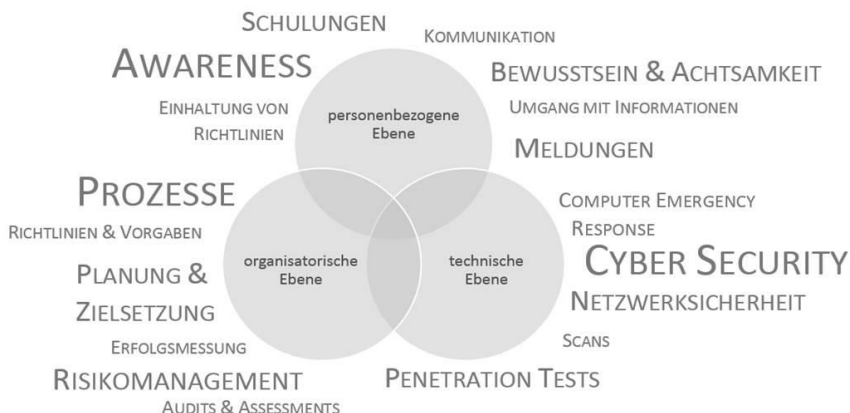 SCHULUNGEN
KOMMUNIKATION
AWARENESS
BEWUSSTSEIN & ACHTSAMKEIT
EINHALTUNG VON
RICHTLINIEN
personenbezogene
Ebene
UMGANG MIT INFORMATIONEN
MELDUNGEN
PROZESSE
COMPUTER EMERGENCY
RESPONSE
RICHTLINIEN & VORGABEN
organisatorische
Ebene
technische
Ebene
CYBER SECURITY
PLANUNG &
ZIELSETZUNG
NETZWERKSICHERHEIT
ERFOLGSMESSUNG
SCANS
RISIKOMANAGEMENT
PENETRATION TESTS
AUDITS & ASSESSMENTS